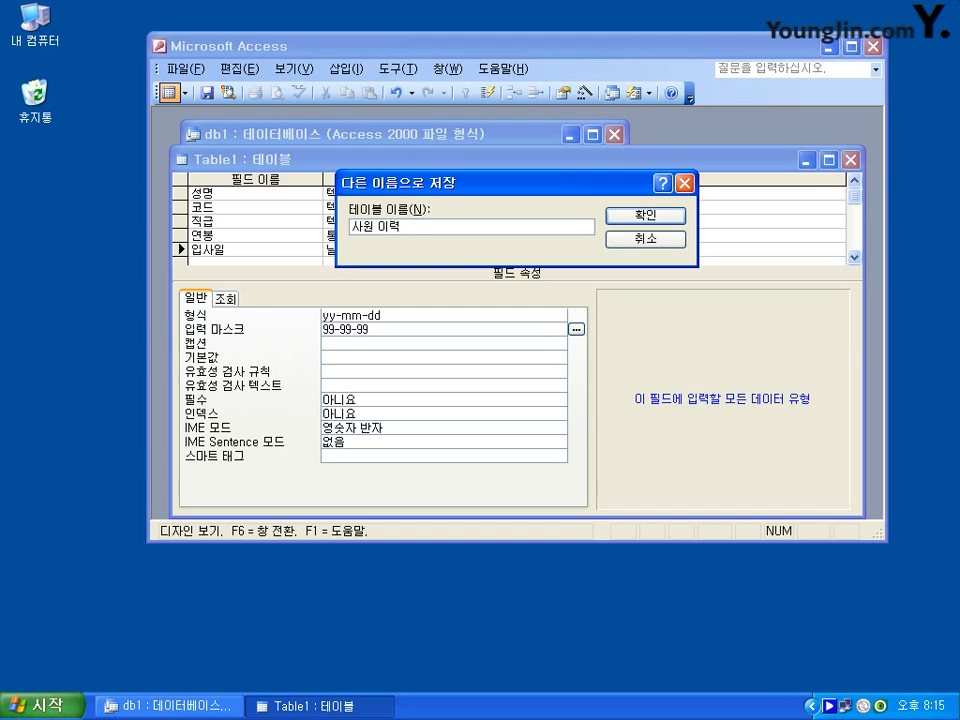 내 컴퓨터
휴지통
YoungJin.com Y.
Microsoft Access
파일(F) 편집(E) 보기(V) 삽입(I) 도구(T) 창(W) 도움말(H)
질문을 입력하십시오.
db1 : 데이터베이스 (Access 2000 파일 형식)
Table1 : 테이블
필드 이름
성명
코드
직급
연봉
입사일
다른 이름으로 저장
테이블 이름(N):
사원 이력
확인
취소
필드 속성
일반 조회
형식 yy-mm-dd
입력 마스크 99-99-99
캡션
기본값
유효성 검사 규칙
유효성 검사 텍스트
필수 아니요
인덱스 아니요
IME 모드 영숫자 반자
IME Sentence 모드 없음
스마트 태그
이 필드에 입력할 모든 데이터 유형
디자인 보기. F6 = 창 전환. F1 = 도움말.
NUM
시작
db1 : 데이터베이스...
Table1 : 테이블
오후 8:15